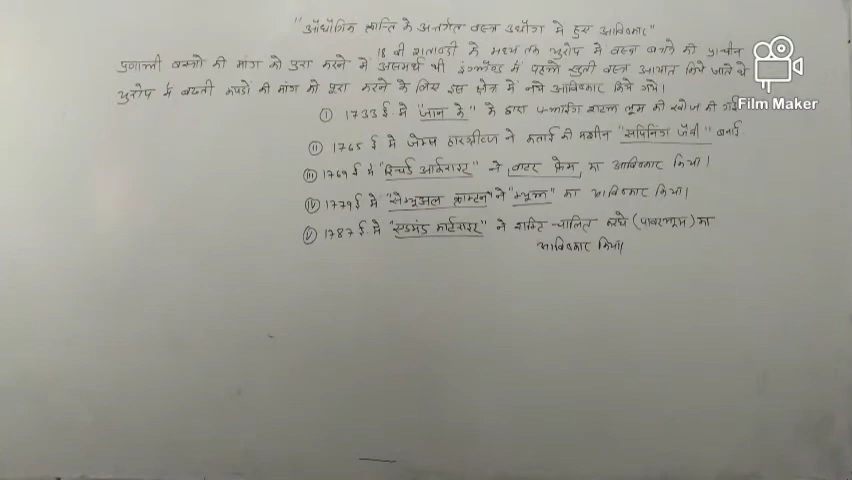 "औद्योगिक क्रान्ति के अन्तर्गत वस्त्र उद्योग मे हुए आविष्कार"
18 वी शताब्दी के मध्य तक यूरोप मे वस्त्र बनाने की प्राचीन
प्रणाली वस्त्रो की मांग को पुरा करने मे असमर्थ थी इंग्लैण्ड मे पहले सुती वस्त्र आयात किये जाते थे
यूरोप मे बढती कपडो की मांग को पूरा करने के लिए इस क्षेत्र मे नये आविष्कार किये गये।
Film Maker
(i) 1733 ई मे "जान के" के द्वारा फ्लाईंग शटल लूम की खोज की गई
(ii) 1765 ई मे जेम्स हारग्रीव्ज ने कताई की मशीन "स्पिनिंग जैनी" बनाई
(iii) 1769 ई मे "रिचर्ड आर्कराइट" ने वाटर फ्रेम का आविष्कार किया।
(iv) 1779 ई मे "सेम्युअल क्राम्टन" ने "म्यूल" का आविष्कार किया।
(v) 1787 ई मे "एडमंड कार्टराइट" ने शक्ति चालित करघे (पावरलूम) का
आविष्कार किया।